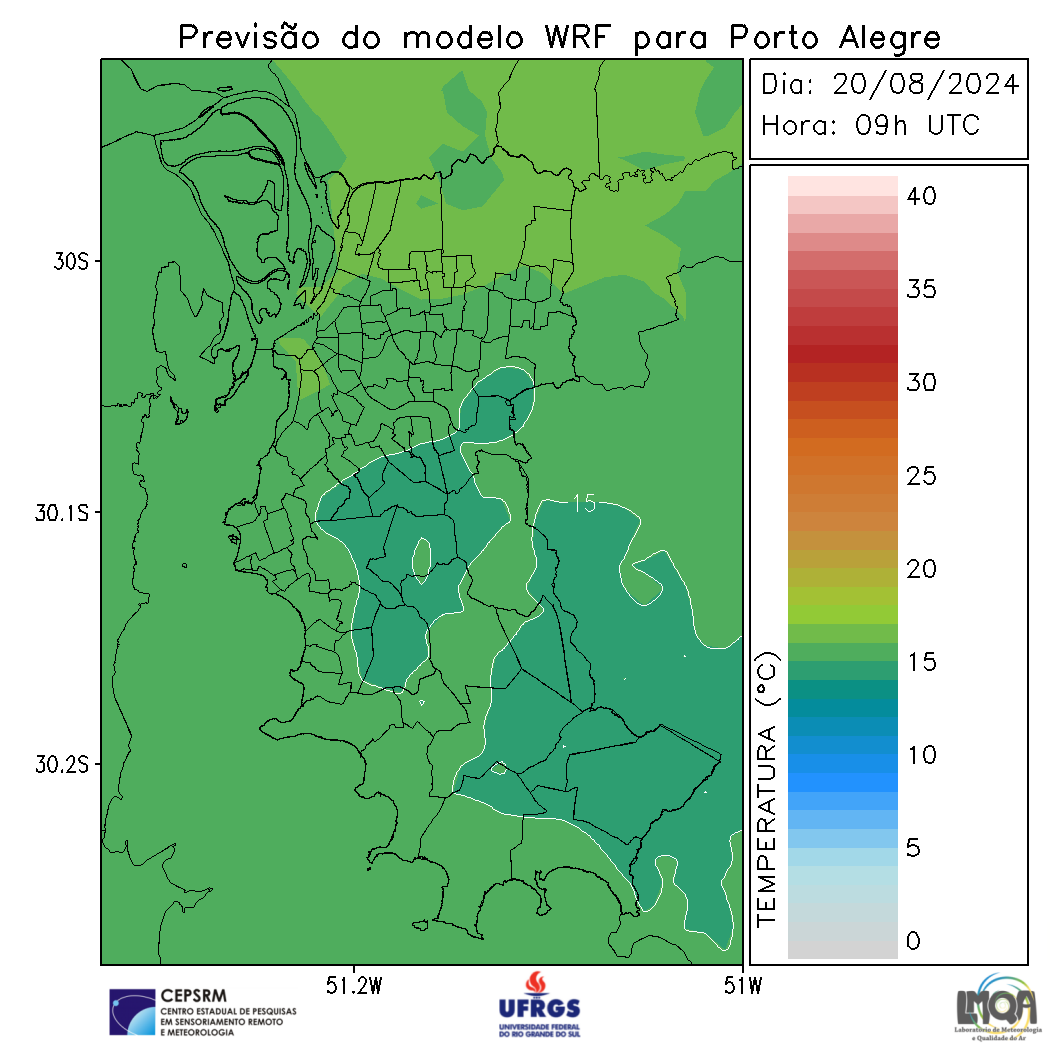 Previsão do modelo WRF para Porto Alegre
Dia: 20/08/2024
Hora: 09h UTC
40
35
30
25
20
15
10
5
0
TEMPERATURA (°C)
30S
30.1S
30.2S
15
51.2W
51W
CEPSRM
CENTRO ESTADUAL DE PESQUISAS
EM SENSORIAMENTO REMOTO
E METEOROLOGIA
UFRGS
UNIVERSIDADE FEDERAL
DO RIO GRANDE DO SUL
LMQA
Laboratório de Meteorologia
e Qualidade do Ar